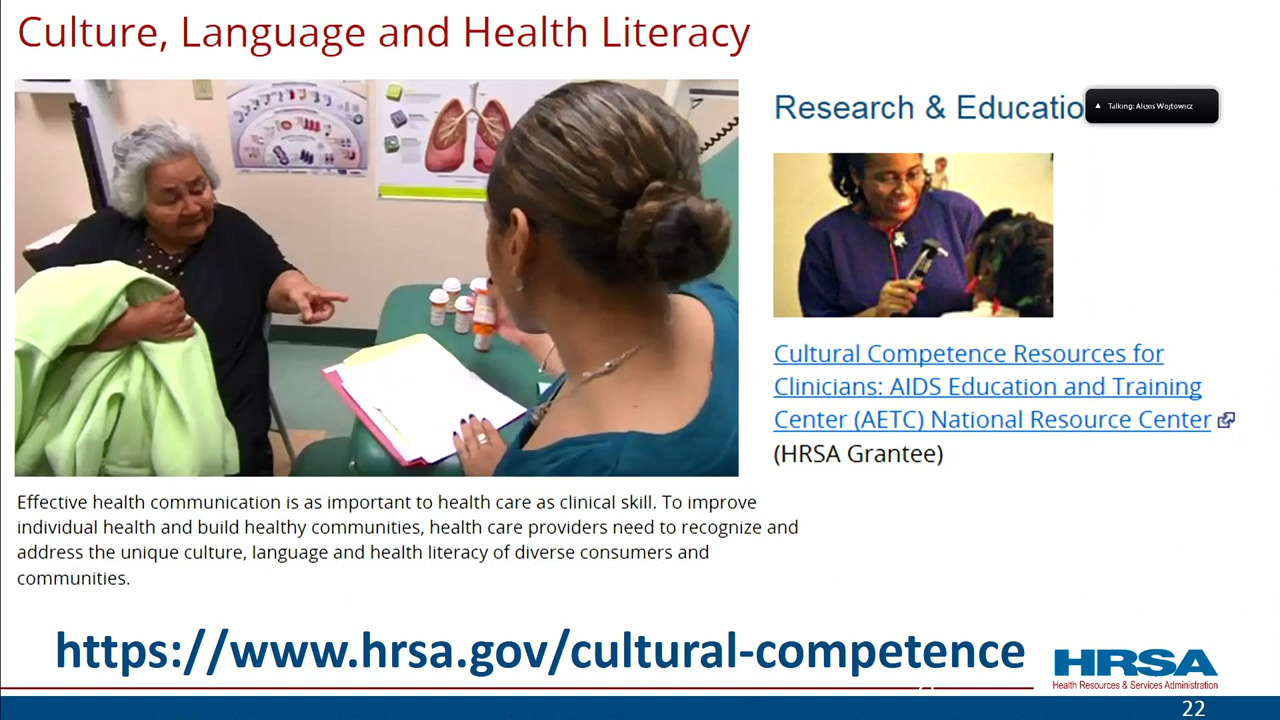 Culture, Language and Health Literacy
Research & Educatio
Talking: Alexis Wojtowicz
Cultural Competence Resources for
Clinicians: AIDS Education and Training
Center (AETC) National Resource Center
(HRSA Grantee)
Effective health communication is as important to health care as clinical skill. To improve
individual health and build healthy communities, health care providers need to recognize and
address the unique culture, language and health literacy of diverse consumers and
communities.
https://www.hrsa.gov/cultural-competence
HRSA
Health Resources & Services Administration
22